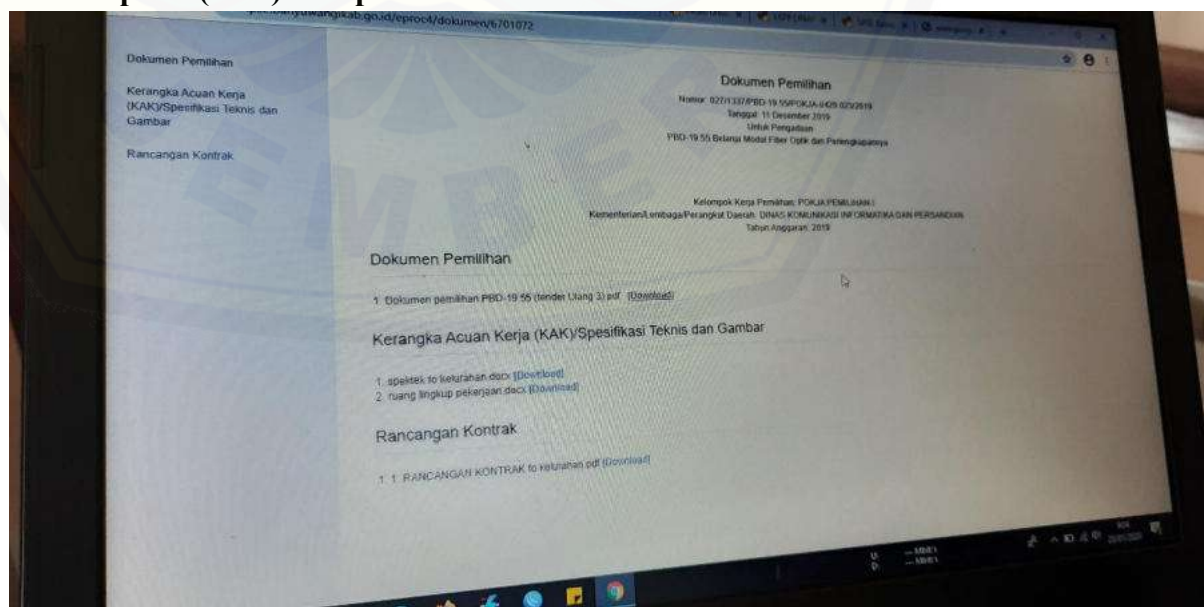 go.id/eproc4/dokumen/6701072
Dokumen Pemilihan
Kerangka Acuan Kerja
(KAK)/Spesifikasi Teknis dan
Gambar
Rancangan Kontrak
Dokumen Pemilihan
Tanggal: 11 Desember 2019
Untuk Pengadaan
PBD-19.55 Belanja Modal Fiber Optik dan Perlengkapannya
Kelompok Kerja Pemilihan: POKJA PEMILIHAN I
Kementerian/Lembaga/Perangkat Daerah: DINAS KOMUNIKASI INFORMATIKA DAN PERSANDIAN
Tahun Anggaran: 2019
Dokumen Pemilihan
1. Dokumen pemilihan PBD-19.55 (tender Ulang 3).pdf [Download]
Kerangka Acuan Kerja (KAK)/Spesifikasi Teknis dan Gambar
1. spektek fo kelurahan.docx [Download]
2. ruang lingkup pekerjaan.docx [Download]
Rancangan Kontrak
1. 1. RANCANGAN KONTRAK fo kelurahan.pdf [Download]